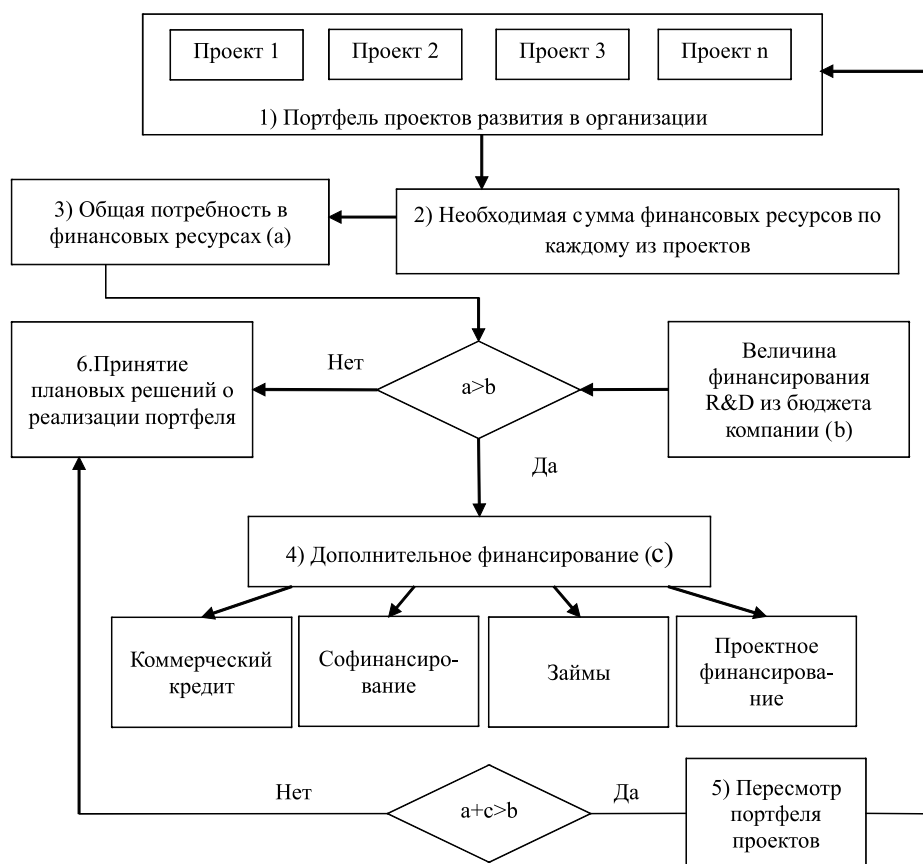 Проект 1
Проект 2
Проект 3
Проект n
1) Портфель проектов развития в организации
3) Общая потребность в
финансовых ресурсах (a)
2) Необходимая сумма финансовых ресурсов по
каждому из проектов
6.Принятие
плановых решений о
реализации портфеля
Нет
a>b
Величина
финансирования
R&D из бюджета
компании (b)
Да
4) Дополнительное финансирование (c)
Коммерческий
кредит
Софинансиро-
вание
Займы
Проектное
финансирова-
ние
Нет
a+c>b
Да
5) Пересмотр
портфеля
проектов